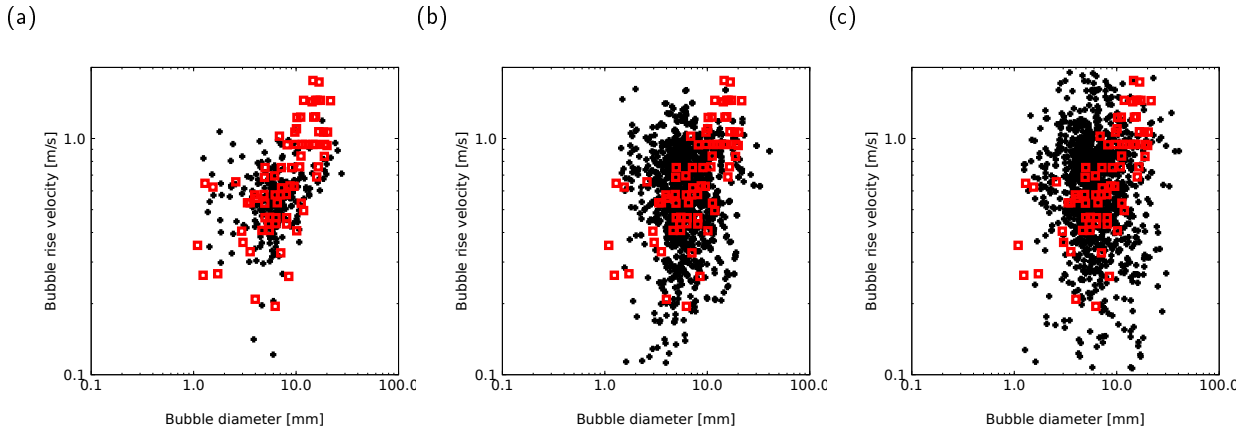 (a)
(b)
(c)
Bubble rise velocity [m/s]
1.0
0.1
0.1 1.0 10.0 100.0
Bubble diameter [mm]
Bubble rise velocity [m/s]
1.0
0.1
0.1 1.0 10.0 100.0
Bubble diameter [mm]
Bubble rise velocity [m/s]
1.0
0.1
0.1 1.0 10.0 100.0
Bubble diameter [mm]